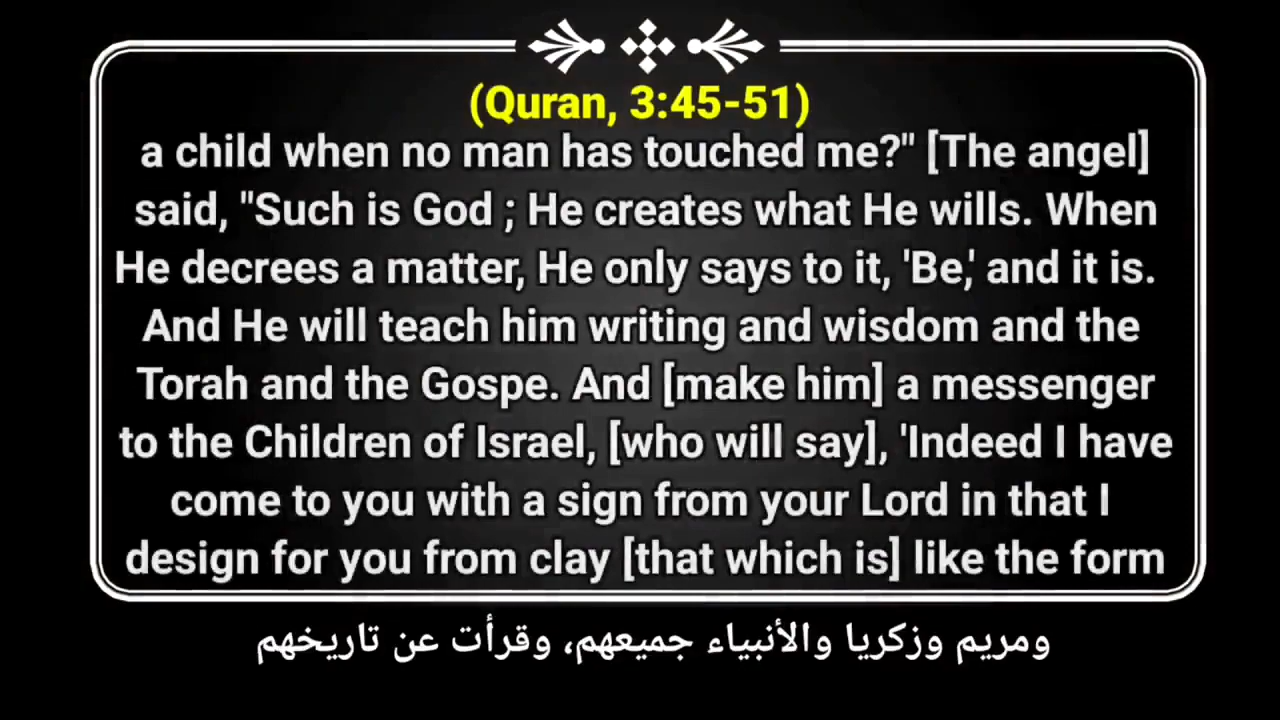 (Quran, 3:45-51)
a child when no man has touched me?" [The angel]
said, "Such is God ; He creates what He wills. When
He decrees a matter, He only says to it, 'Be,' and it is.
And He will teach him writing and wisdom and the
Torah and the Gospe. And [make him] a messenger
to the Children of Israel, [who will say], 'Indeed I have
come to you with a sign from your Lord in that I
design for you from clay [that which is] like the form
ومريم وزكريا والأنبياء جميعهم، وقرأت عن تاريخهم